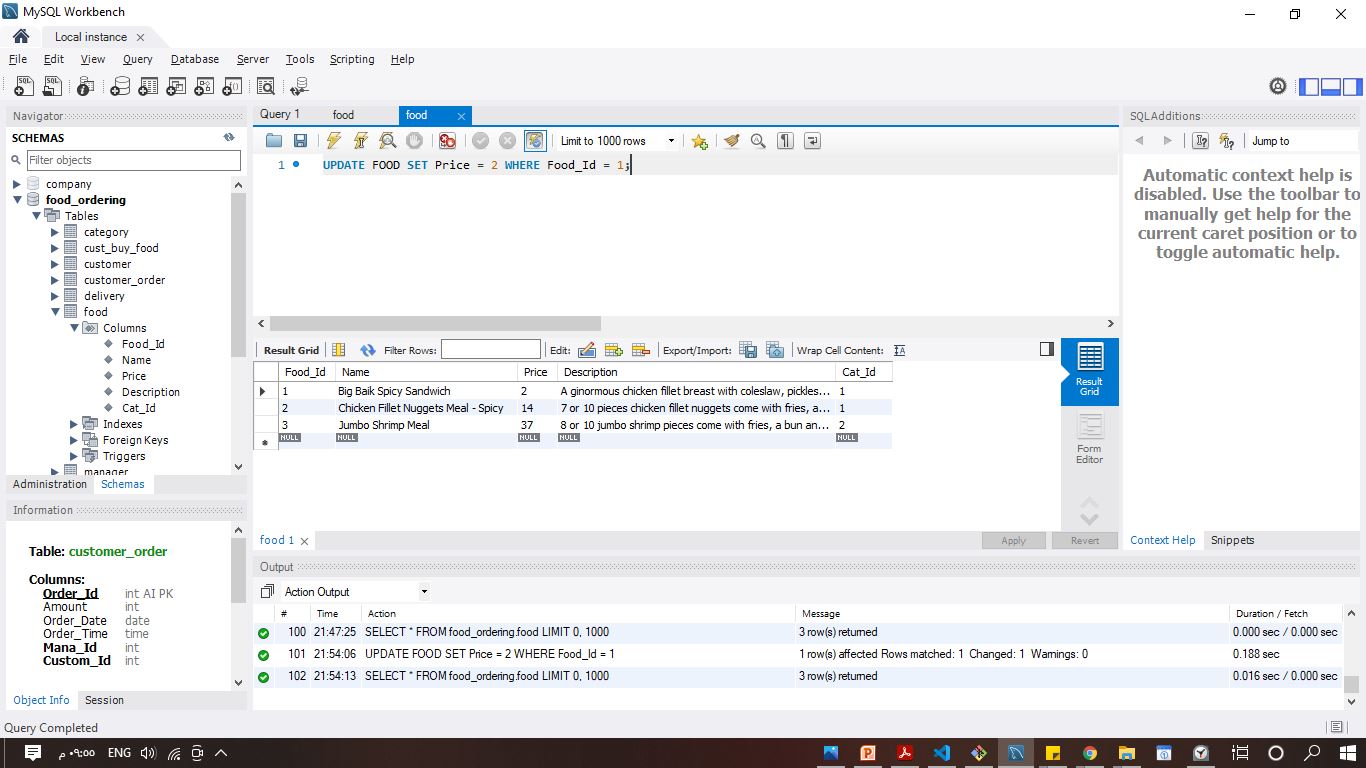 MySQL Workbench
Local instance
File Edit View Query Database Server Tools Scripting Help
Navigator
SCHEMAS
Filter objects
company
food_ordering
Tables
category
cust_buy_food
customer
customer_order
delivery
food
Columns
Food_Id
Name
Price
Description
Cat_Id
Indexes
Foreign Keys
Triggers
manager
Administration Schemas
Information
Table: customer_order
Columns:
Order_Id int AI PK
Amount int
Order_Date date
Order_Time time
Mana_Id int
Custom_Id int
Object Info Session
Query 1 food food
Limit to 1000 rows
1 UPDATE FOOD SET Price = 2 WHERE Food_Id = 1;
Result Grid Filter Rows: Edit: Export/Import: Wrap Cell Content:
Food_Id Name Price Description Cat_Id
1 Big Baik Spicy Sandwich 2 A ginormous chicken fillet breast with coleslaw, pickles... 1
2 Chicken Fillet Nuggets Meal - Spicy 14 7 or 10 pieces chicken fillet nuggets come with fries, a... 1
3 Jumbo Shrimp Meal 37 8 or 10 jumbo shrimp pieces come with fries, a bun an... 2
NULL NULL NULL NULL NULL
Result
Grid
Form
Editor
food 1 Apply Revert
SQLAdditions
Jump to
Automatic context help is
disabled. Use the toolbar to
manually get help for the
current caret position or to
toggle automatic help.
Context Help Snippets
Output
Action Output
# Time Action Message Duration / Fetch
100 21:47:25 SELECT * FROM food_ordering.food LIMIT 0, 1000 3 row(s) returned 0.000 sec / 0.000 sec
101 21:54:06 UPDATE FOOD SET Price = 2 WHERE Food_Id = 1 1 row(s) affected Rows matched: 1 Changed: 1 Warnings: 0 0.188 sec
102 21:54:13 SELECT * FROM food_ordering.food LIMIT 0, 1000 3 row(s) returned 0.016 sec / 0.000 sec
Query Completed
٠٩:٥٥ م ENG